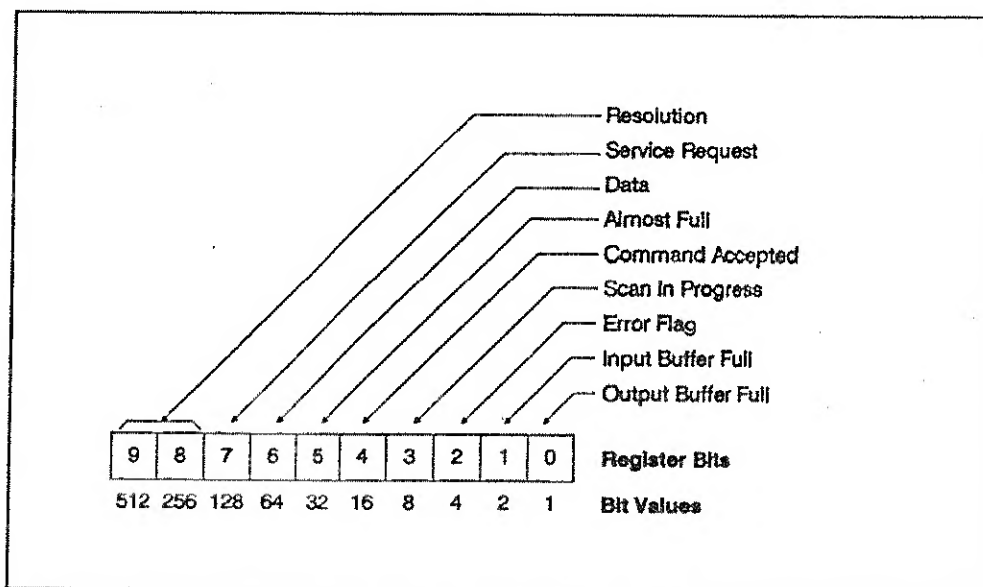 Resolution
Service Request
Data
Almost Full
Command Accepted
Scan In Progress
Error Flag
Input Buffer Full
Output Buffer Full
9 8 7 6 5 4 3 2 1 0 Register Bits
512 256 128 64 32 16 8 4 2 1 Bit Values